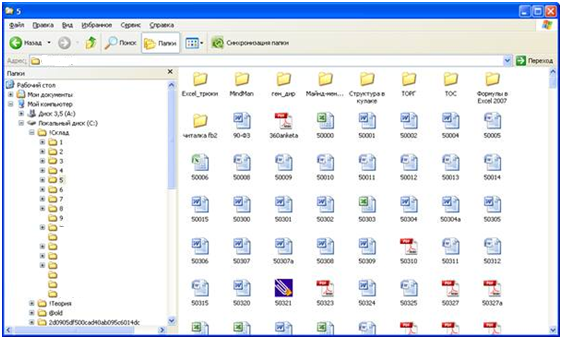 5
Файл Правка Вид Избранное Сервис Справка
Назад Поиск Папки Синхронизация папки
Адрес: Переход
Папки
Рабочий стол
Мои документы
Мой компьютер
Диск 3,5 (A:)
Локальный диск (C:)
!Склад
1
2
3
4
5
6
7
8
9
!Теория
@old
2d0905df500cad40ab095c6014dc
Excel_трюки MindMan ген_дир Майнд-мен... Структура в кулаке ТОРГ ТОС Формулы в Excel 2007
читалка fb2 90-ФЗ 360anketa 50000 50001 50002 50004 50005
50006 50008 50009 50010 50011 50012 50013 50014
50015 50300 50301 50302 50303 50304 50304a 50305
50306 50307 50307a 50308 50309 50310 50311 50312
50315 50320 50321 50323 50324 50325 50327 50327a